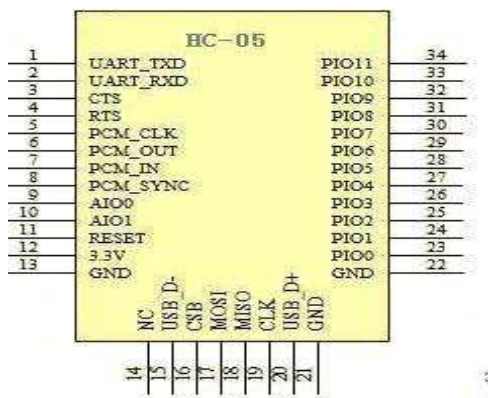 HC-05
1 UART_TXD PIO11 34
2 UART_RXD PIO10 33
3 CTS PIO9 32
4 RTS PIO8 31
5 PCM_CLK PIO7 30
6 PCM_OUT PIO6 29
7 PCM_IN PIO5 28
8 PCM_SYNC PIO4 27
9 AIO0 PIO3 26
10 AIO1 PIO2 25
11 RESET PIO1 24
12 3.3V PIO0 23
13 GND GND 22
NC USB_D- CSB MOSI MISO CLK USB_D+ GND
14 15 16 17 18 19 20 21